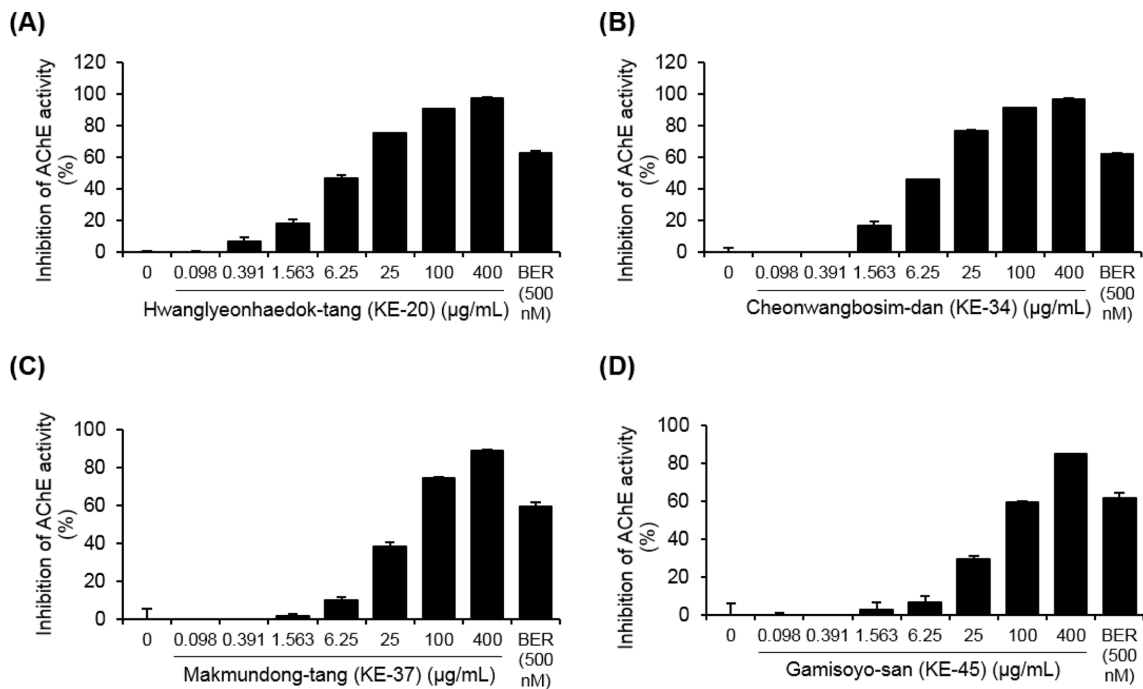 (A)
Inhibition of AChE activity
(%)
120
100
80
60
40
20
0
0 0.098 0.391 1.563 6.25 25 100 400 BER
(500
nM)
Hwanglyeonhaedok-tang (KE-20) (µg/mL)
(B)
Inhibition of AChE activity
(%)
120
100
80
60
40
20
0
0 0.098 0.391 1.563 6.25 25 100 400 BER
(500
nM)
Cheonwangbosim-dan (KE-34) (µg/mL)
(C)
Inhibition of AChE activity
(%)
100
80
60
40
20
0
0 0.098 0.391 1.563 6.25 25 100 400 BER
(500
nM)
Makmundong-tang (KE-37) (µg/mL)
(D)
Inhibition of AChE activity
(%)
100
80
60
40
20
0
0 0.098 0.391 1.563 6.25 25 100 400 BER
(500
nM)
Gamisoyo-san (KE-45) (µg/mL)